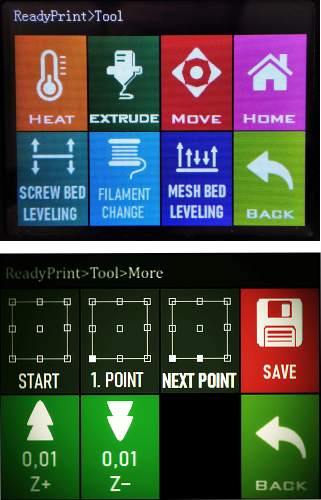 ReadyPrint>Tool
HEAT
EXTRUDE
MOVE
HOME
SCREW BED
LEVELING
FILAMENT
CHANGE
MESH BED
LEVELING
BACK
ReadyPrint>Tool>More
START
1. POINT
NEXT POINT
SAVE
0,01
Z+
0,01
Z–
BACK